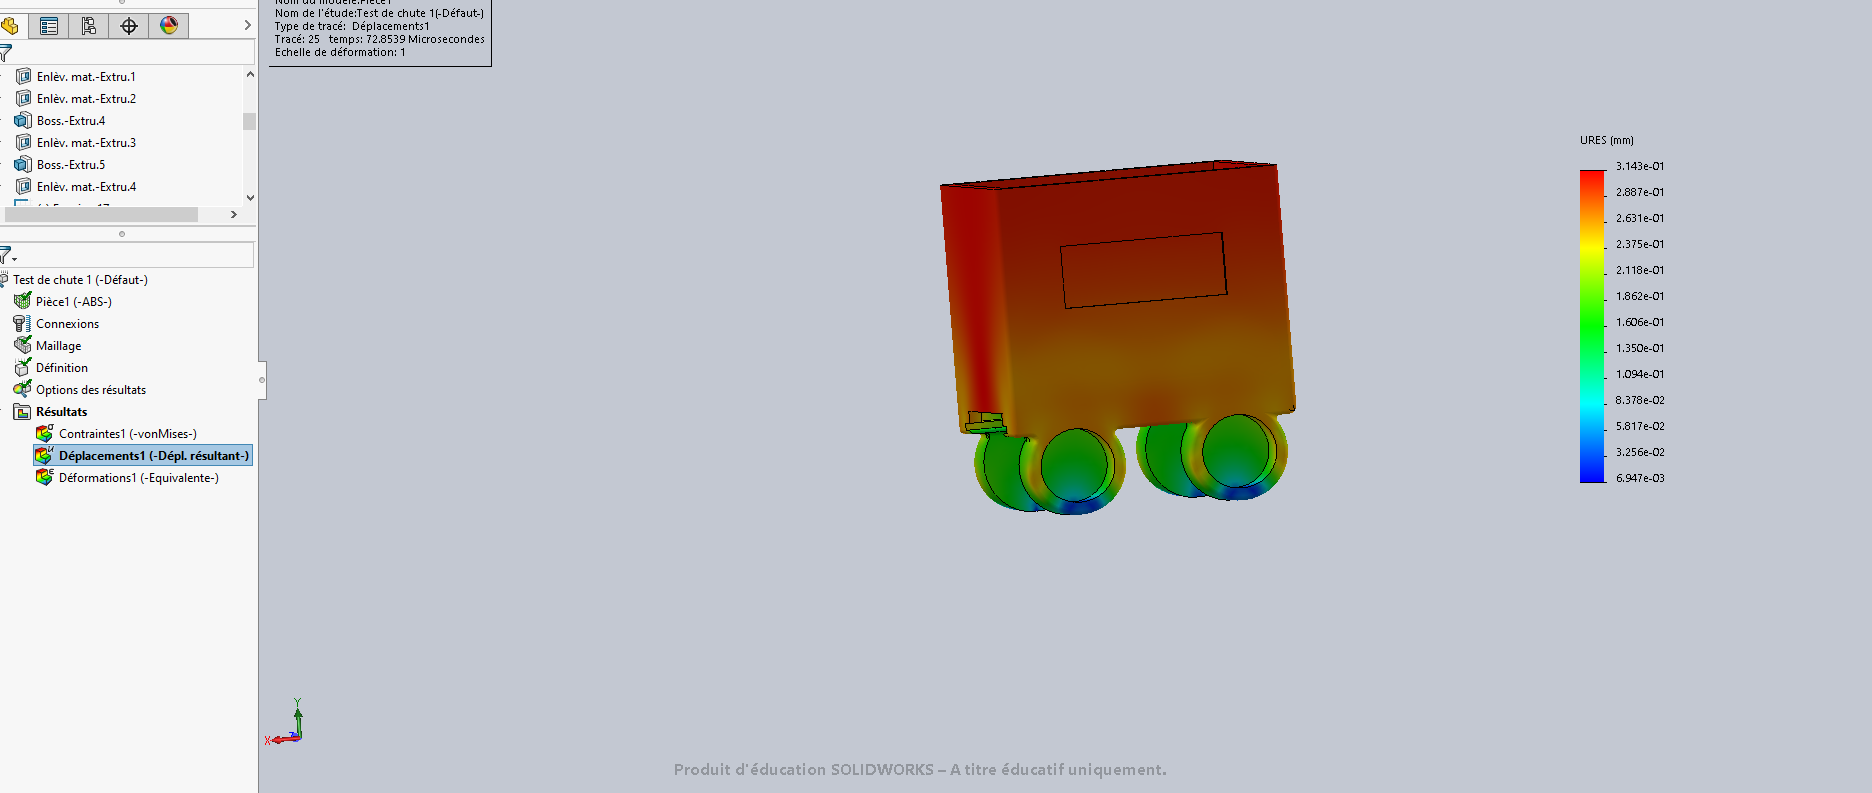 Nom du modèle:Pièce1
Nom de l'étude:Test de chute 1(-Défaut-)
Type de tracé: Déplacements1
Tracé: 25 temps: 72.8539 Microsecondes
Echelle de déformation: 1
Enlèv. mat.-Extru.1
Enlèv. mat.-Extru.2
Boss.-Extru.4
Enlèv. mat.-Extru.3
Boss.-Extru.5
Enlèv. mat.-Extru.4
Test de chute 1 (-Défaut-)
Pièce1 (-ABS-)
Connexions
Maillage
Définition
Options des résultats
Résultats
Contraintes1 (-vonMises-)
Déplacements1 (-Dépl. résultant-)
Déformations1 (-Equivalente-)
URES (mm)
3.143e-01
2.887e-01
2.631e-01
2.375e-01
2.118e-01
1.862e-01
1.606e-01
1.350e-01
1.094e-01
8.378e-02
5.817e-02
3.256e-02
6.947e-03
Y
X
Z
Produit d'éducation SOLIDWORKS – A titre éducatif uniquement.